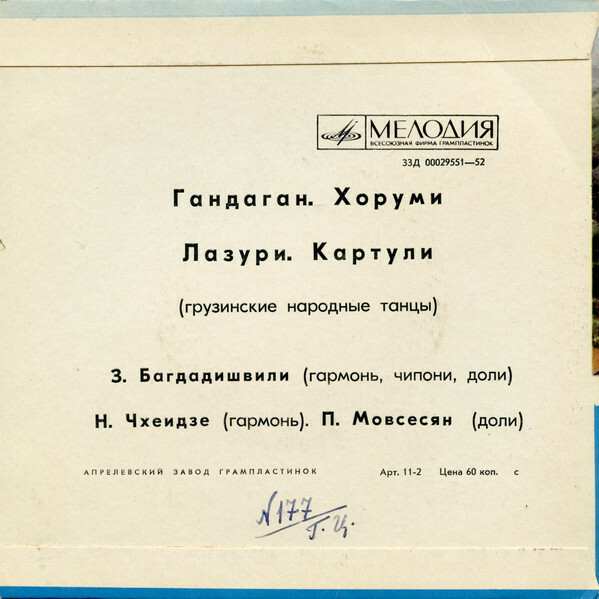 МЕЛОДИЯ
ВСЕСОЮЗНАЯ ФИРМА ГРАМПЛАСТИНОК
33Д 00029551—52
Гандаган. Хоруми
Лазури. Картули
(грузинские народные танцы)
З. Багдадишвили (гармонь, чипони, доли)
Н. Чхеидзе (гармонь). П. Мовсесян (доли)
АПРЕЛЕВСКИЙ ЗАВОД ГРАМПЛАСТИНОК Арт. 11-2 Цена 60 коп. с
N 177
Г. Ц.